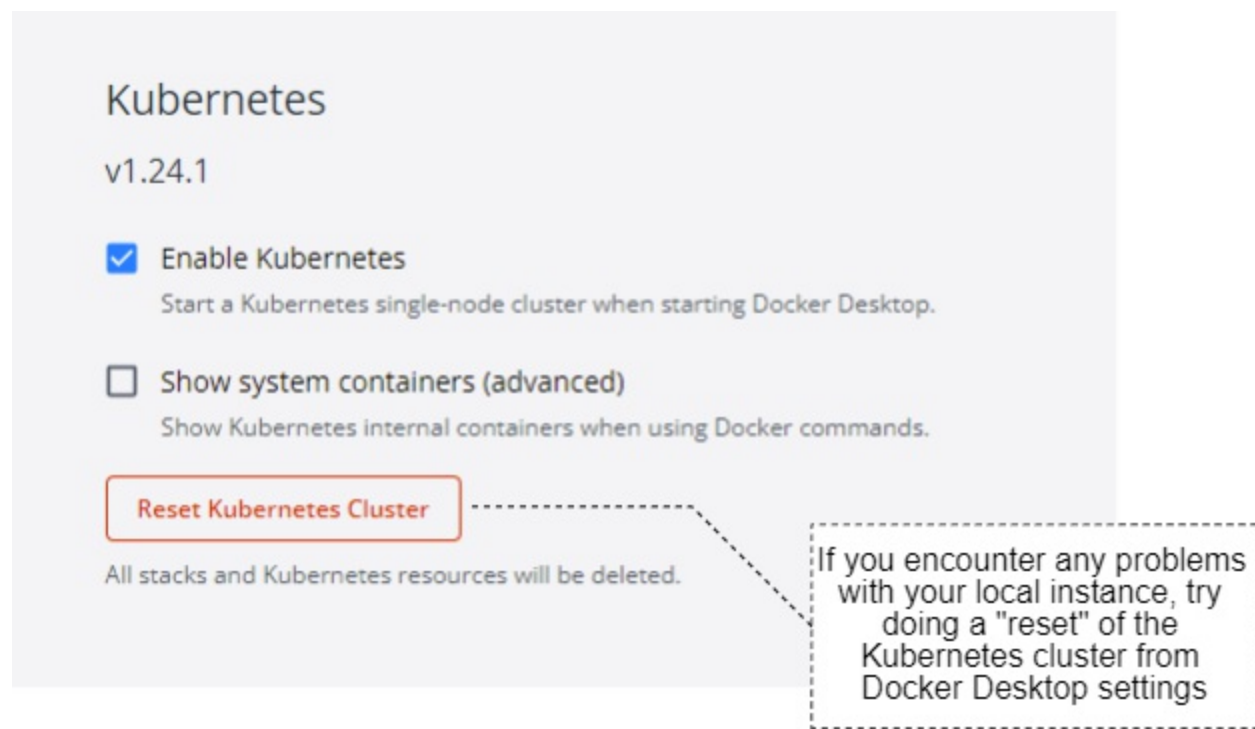 Kubernetes
v1.24.1
Enable Kubernetes
Start a Kubernetes single-node cluster when starting Docker Desktop.
Show system containers (advanced)
Show Kubernetes internal containers when using Docker commands.
Reset Kubernetes Cluster
All stacks and Kubernetes resources will be deleted.
If you encounter any problems
with your local instance, try
doing a "reset" of the
Kubernetes cluster from
Docker Desktop settings